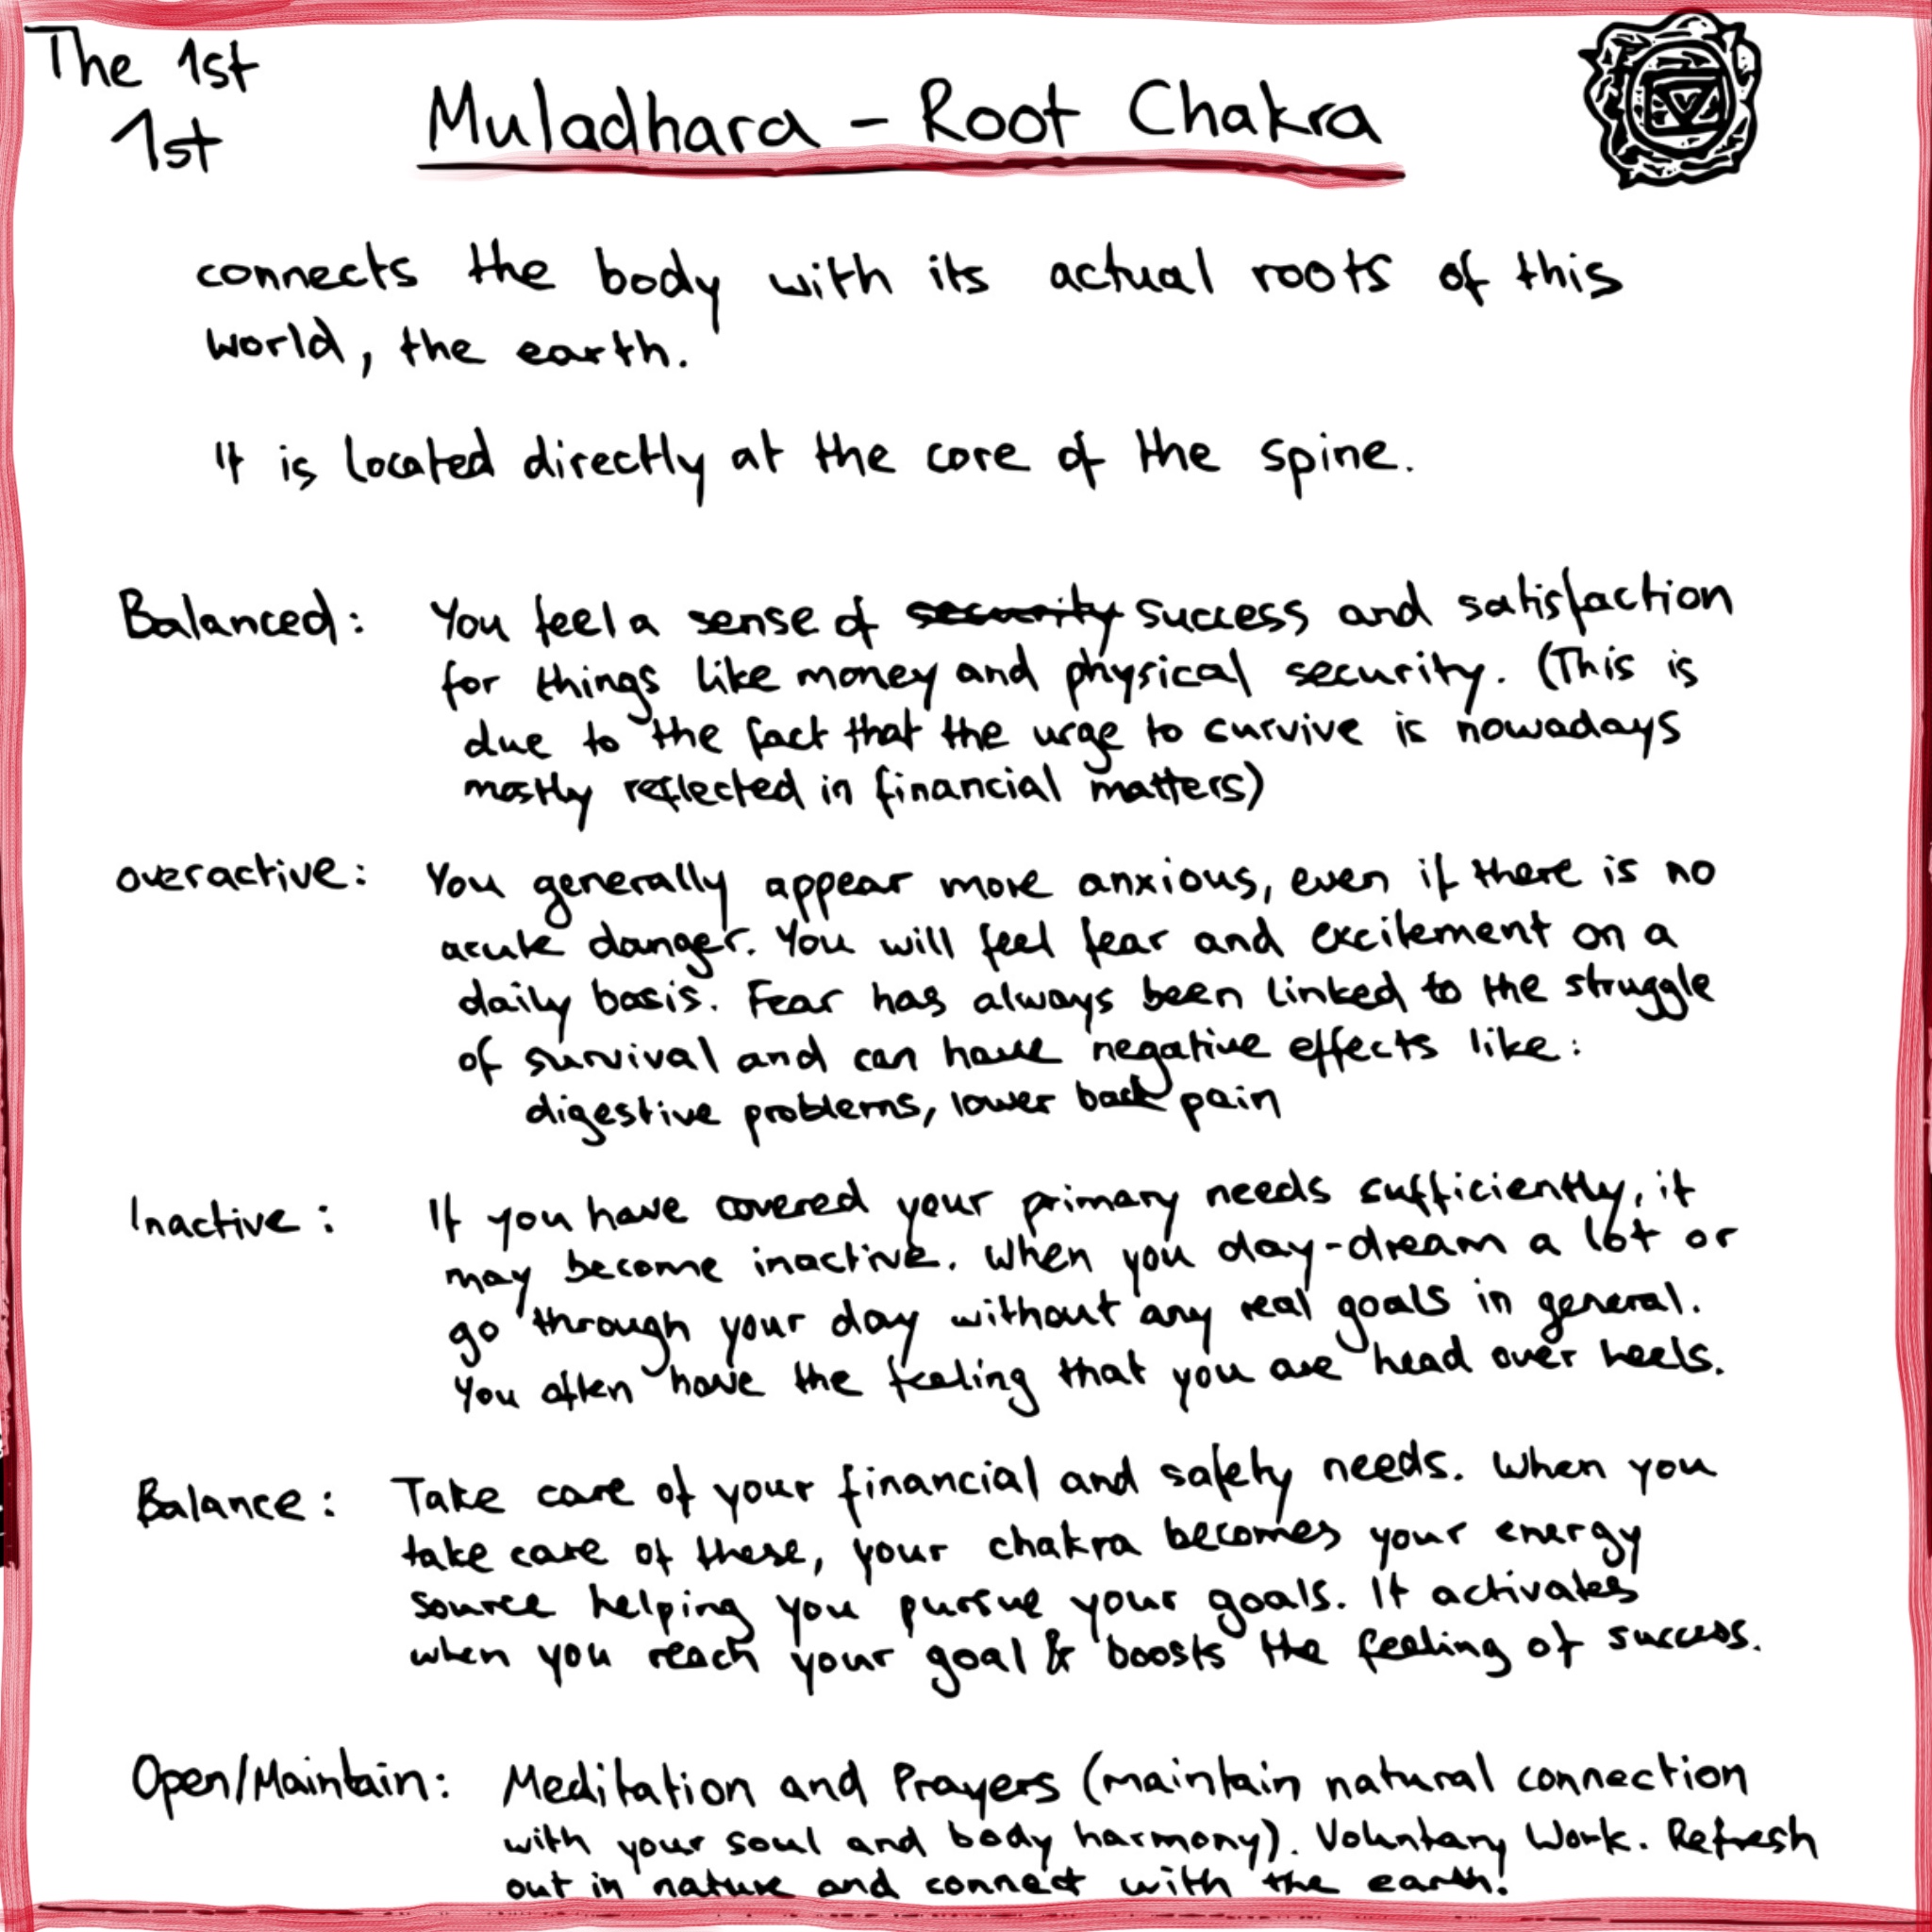 The 1st
1st
Muladhara - Root Chakra
connects the body with its actual roots of this
world, the earth.
It is located directly at the core of the spine.
Balanced: You feel a sense of security success and satisfaction
for things like money and physical security. (This is
due to the fact that the urge to survive is nowadays
mostly reflected in financial matters)
overactive: You generally appear more anxious, even if there is no
acute danger. You will feel fear and excitement on a
daily basis. Fear has always been linked to the struggle
of survival and can have negative effects like:
digestive problems, lower back pain
Inactive: If you have covered your primary needs sufficiently, it
may become inactive. When you day-dream a lot or
go through your day without any real goals in general.
You often have the feeling that you are head over heels.
Balance: Take care of your financial and safety needs. When you
take care of these, your chakra becomes your energy
source helping you pursue your goals. It activates
when you reach your goal & boosts the feeling of success.
Open/Maintain: Meditation and Prayers (maintain natural connection
with your soul and body harmony). Voluntary Work. Refresh
out in nature and connect with the earth!